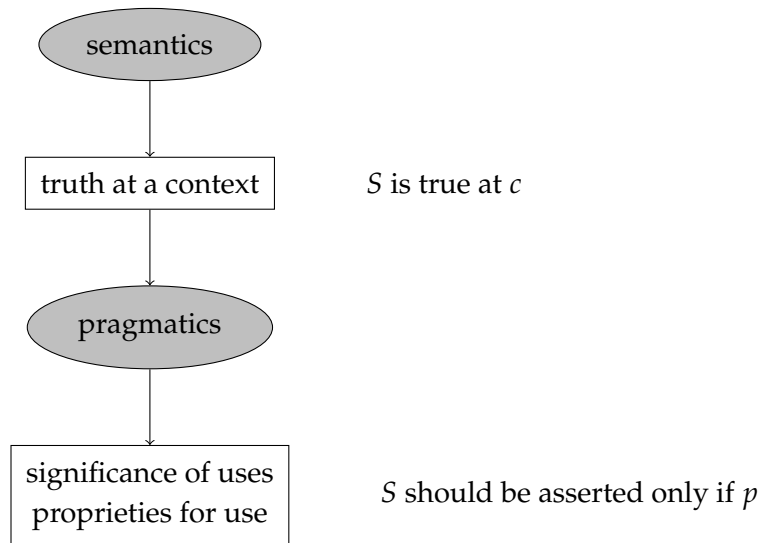 semantics
truth at a context
S is true at c
pragmatics
significance of uses
proprieties for use
S should be asserted only if p